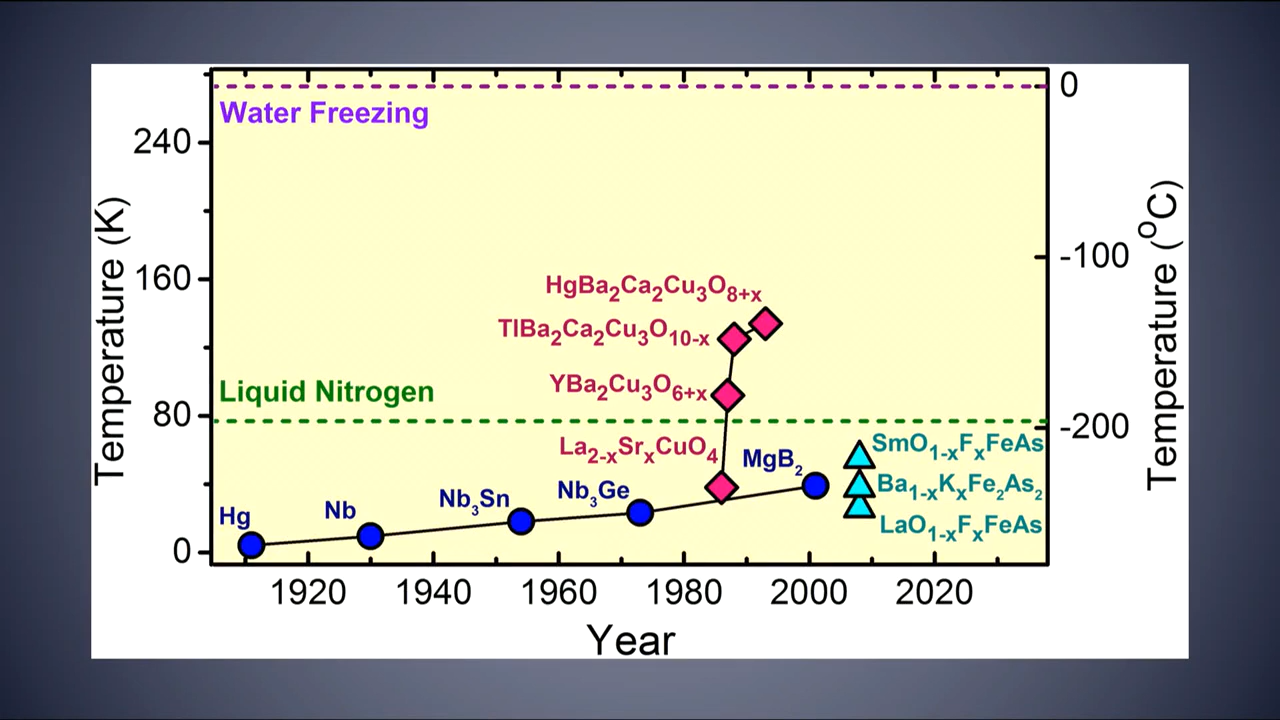 0
Water Freezing
240
-100
160
HgBa₂Ca₂Cu₃O₈₊ₓ
TlBa₂Ca₂Cu₃O₁₀₋ₓ
YBa₂Cu₃O₆₊ₓ
Liquid Nitrogen
80
-200
La₂₋ₓSrₓCuO₄
SmO₁₋ₓFₓFeAs
MgB₂
Ba₁₋ₓKₓFe₂As₂
Nb₃Ge
Nb₃Sn
Nb
Hg
LaO₁₋ₓFₓFeAs
0
1920 1940 1960 1980 2000 2020
Year
Temperature (K)
Temperature (⁰C)